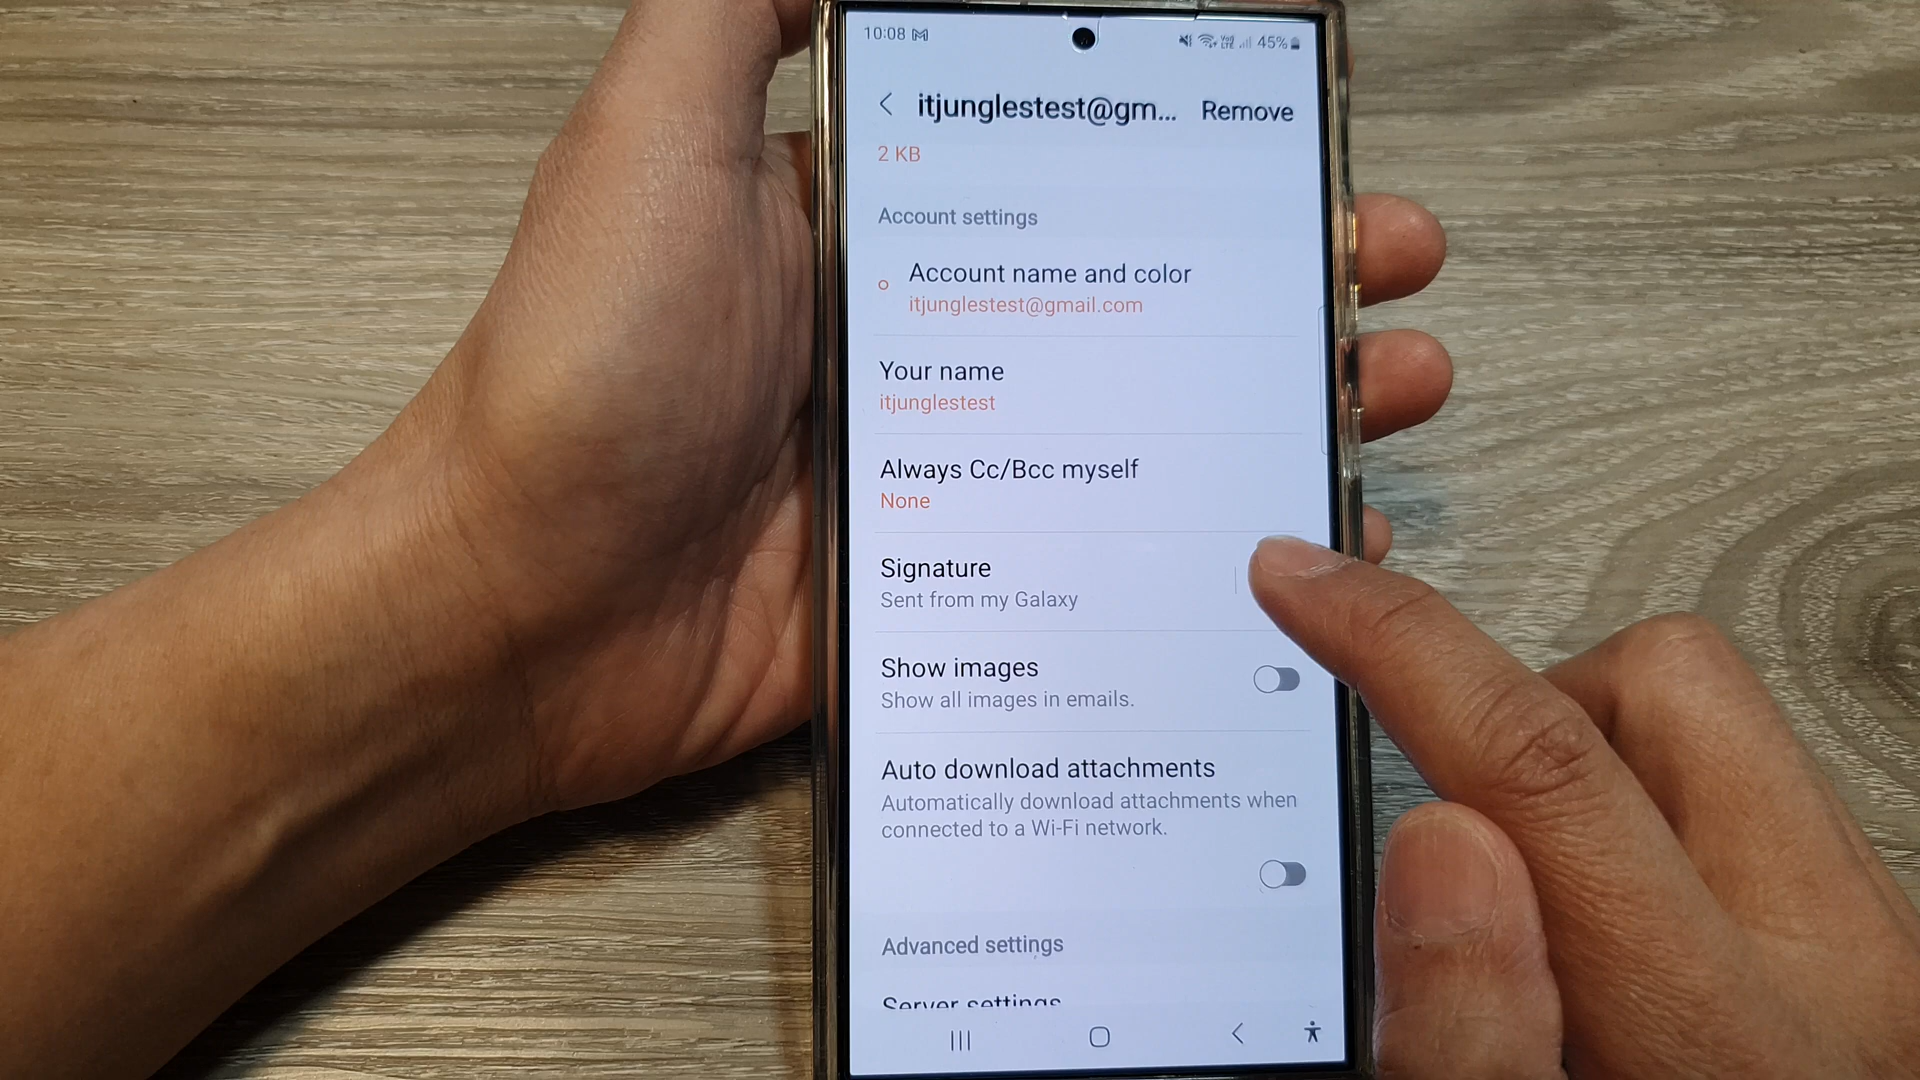 10:08
Vo) LTE 45%
itjunglestest@gm... Remove
2 KB
Account settings
Account name and color
itjunglestest@gmail.com
Your name
itjunglestest
Always Cc/Bcc myself
None
Signature
Sent from my Galaxy
Show images
Show all images in emails.
Auto download attachments
Automatically download attachments when
connected to a Wi-Fi network.
Advanced settings
Server settings